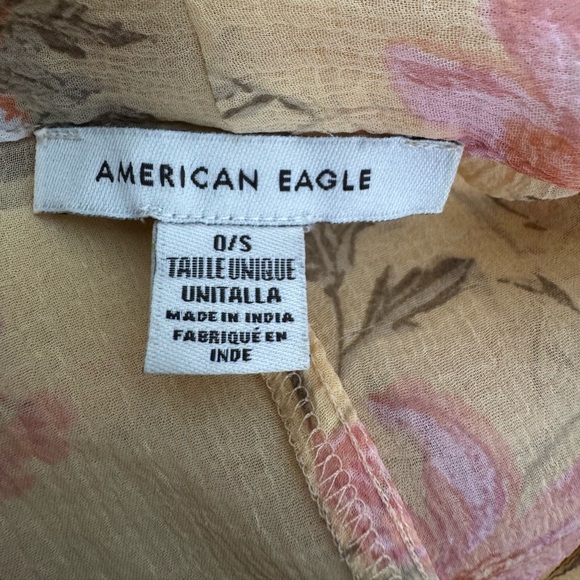 AMERICAN EAGLE
O/S
TAILLE UNIQUE
UNITALLA
MADE IN INDIA
FABRIQUÉ EN
INDE